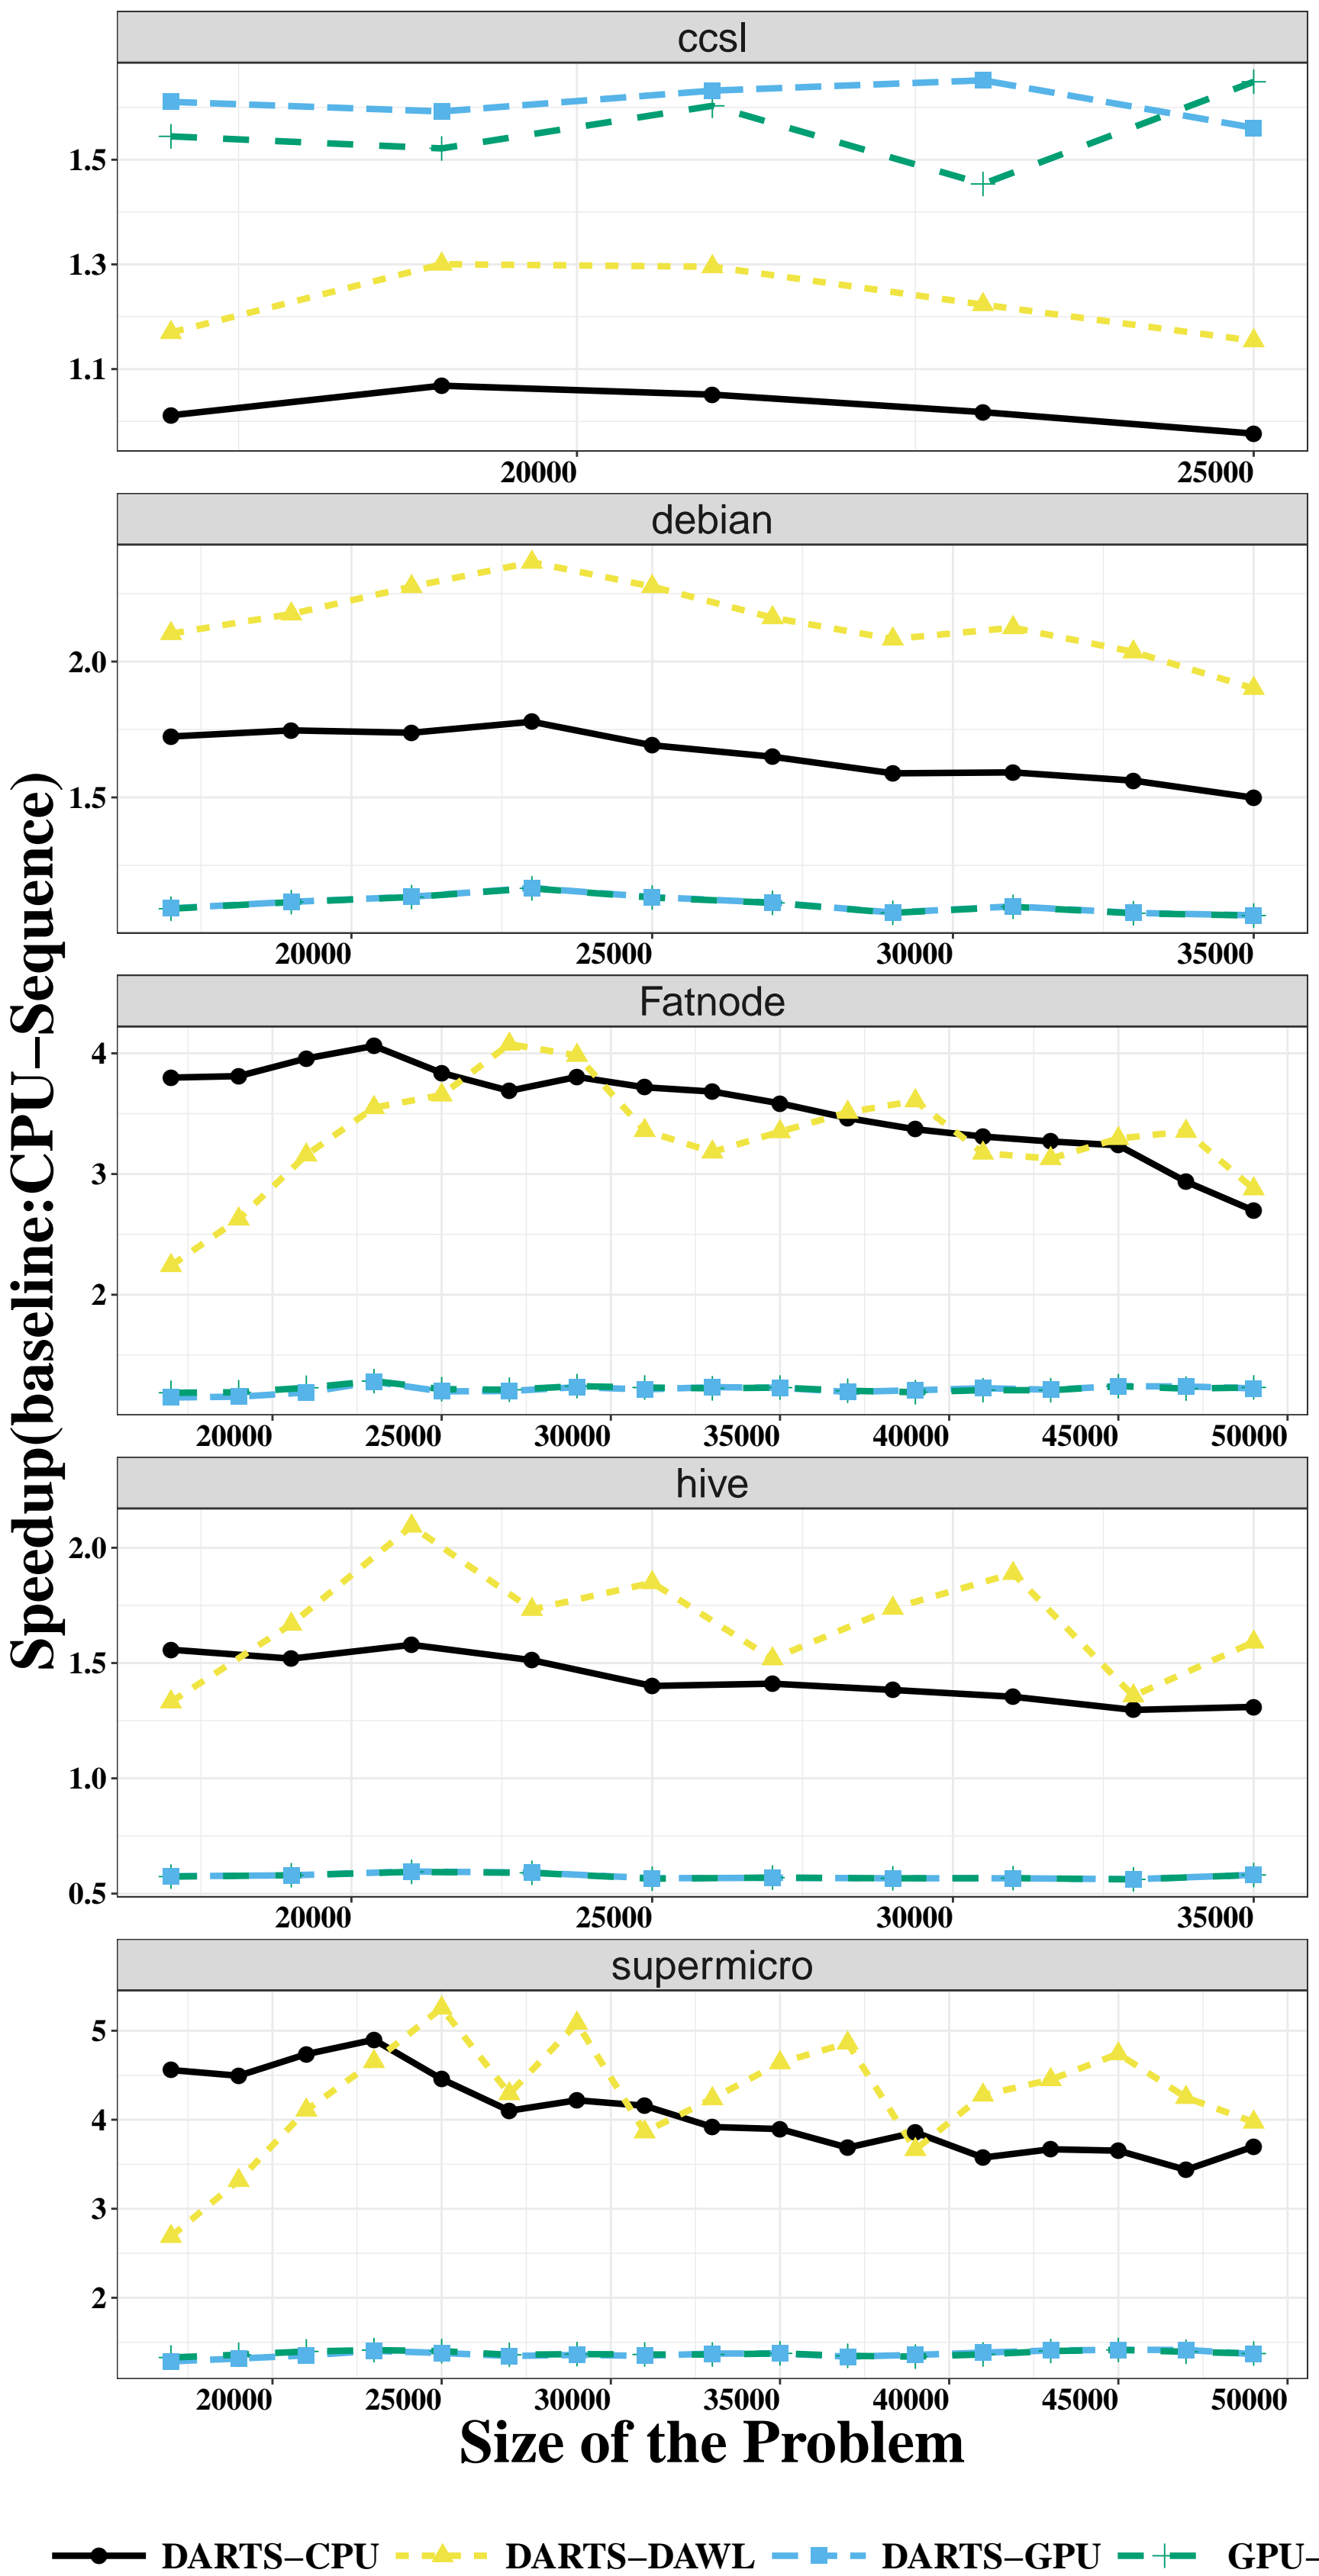 ccsl
1.5
1.3
1.1
20000 25000
debian
2.0
1.5
20000 25000 30000 35000
Fatnode
4
3
2
20000 25000 30000 35000 40000 45000 50000
hive
2.0
1.5
1.0
0.5
20000 25000 30000 35000
supermicro
5
4
3
2
20000 25000 30000 35000 40000 45000 50000
Speedup(baseline:CPU−Sequence)
Size of the Problem
DARTS−CPU DARTS−DAWL DARTS−GPU GPU−